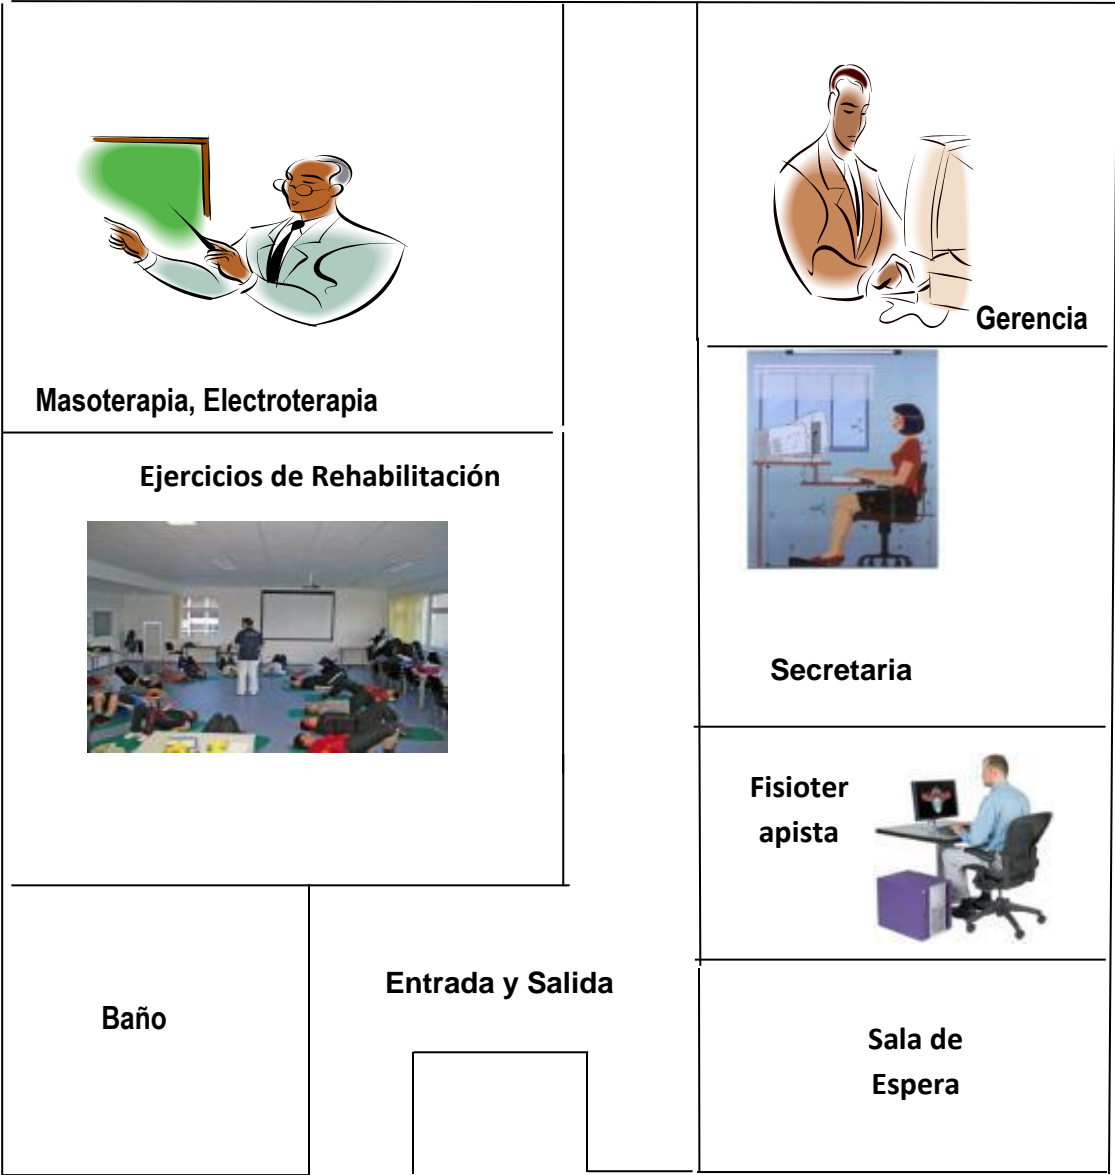 Gerencia
Masoterapia, Electroterapia
Ejercicios de Rehabilitación
Secretaria
Fisioter
apista
Entrada y Salida
Baño
Sala de
Espera